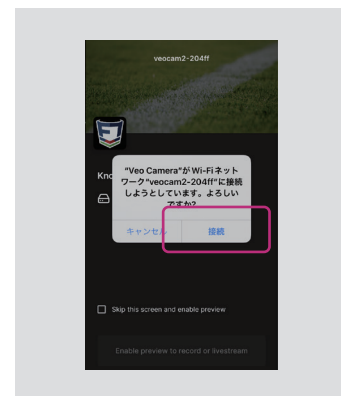 veocam2-204ff
Knc
"Veo Camera"がWi-Fiネット
ワーク"veocam2-204ff"に接続
しようとしています。よろしい
ですか?
キャンセル
接続
Skip this screen and enable preview
Enable preview to record or livestream